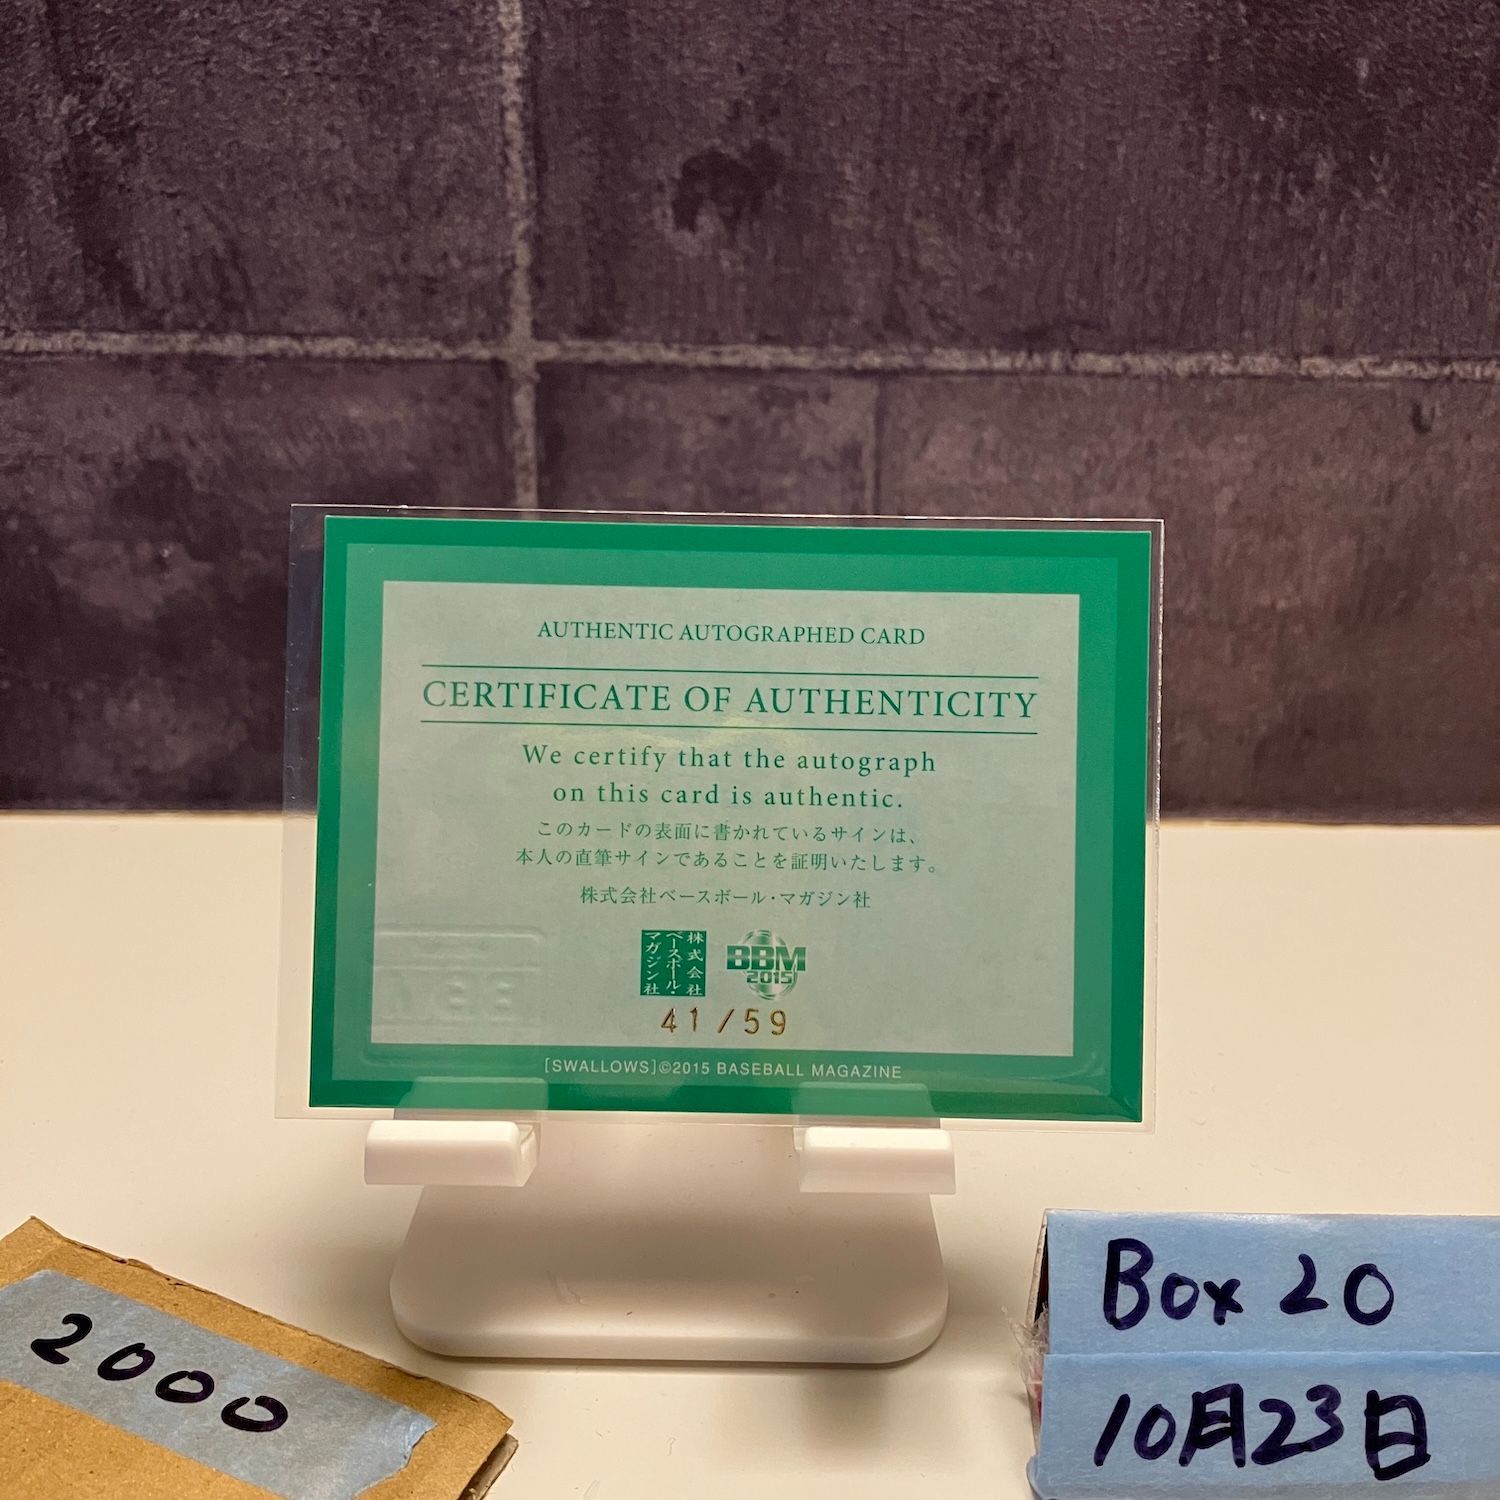 AUTHENTIC AUTOGRAPHED CARD
CERTIFICATE OF AUTHENTICITY
We certify that the autograph
on this card is authentic.
このカードの表面に書かれているサインは、
本人の直筆サインであることを証明いたします。
株式会社ベースボール・マガジン社
株式会社
ベースボール・
マガジン社
BBM
2015
41/59
[SWALLOWS]©2015 BASEBALL MAGAZINE
BBM
2000
Box 20
10月23日